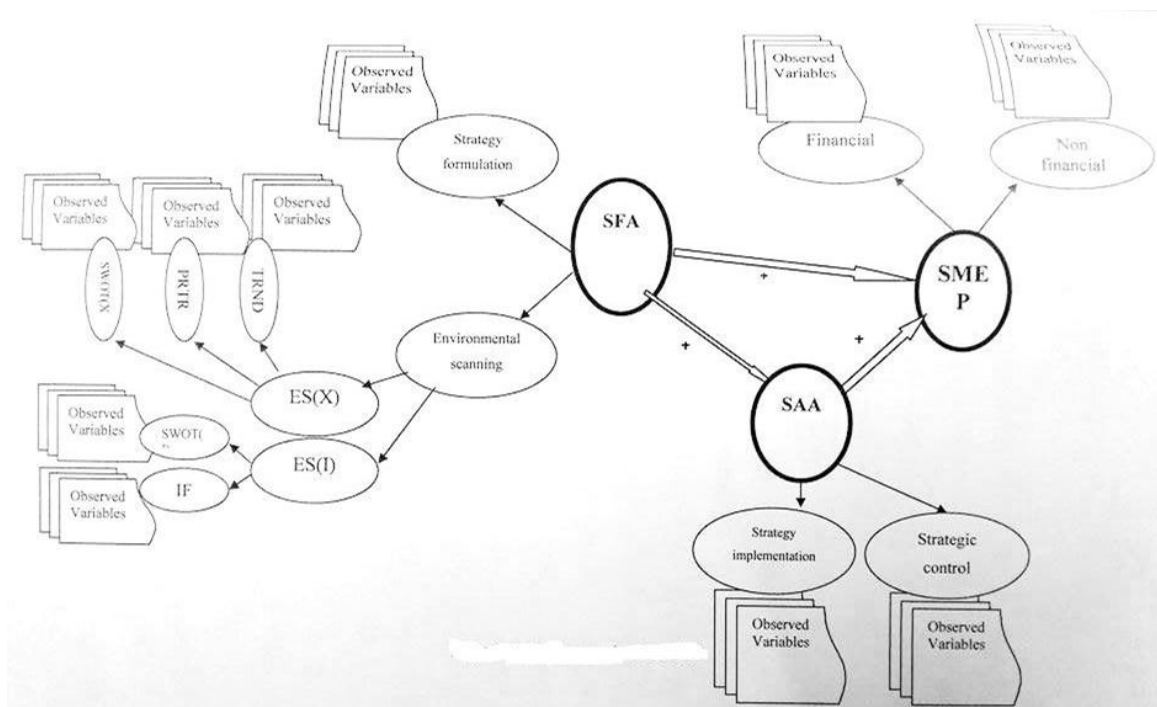 Observed
Variables
Observed
Variables
Observed
Variables
Strategy
formulation
Financial
Non
financial
Observed
Variables
Observed
Variables
Observed
Variables
SFA
SWOT(X
PRTR
TRND
+
SME
P
Environmental
scanning
+
+
ES(X)
SAA
Observed
Variables
SWOT(
ES(I)
Observed
Variables
IF
Strategy
implementation
Strategic
control
Observed
Variables
Observed
Variables